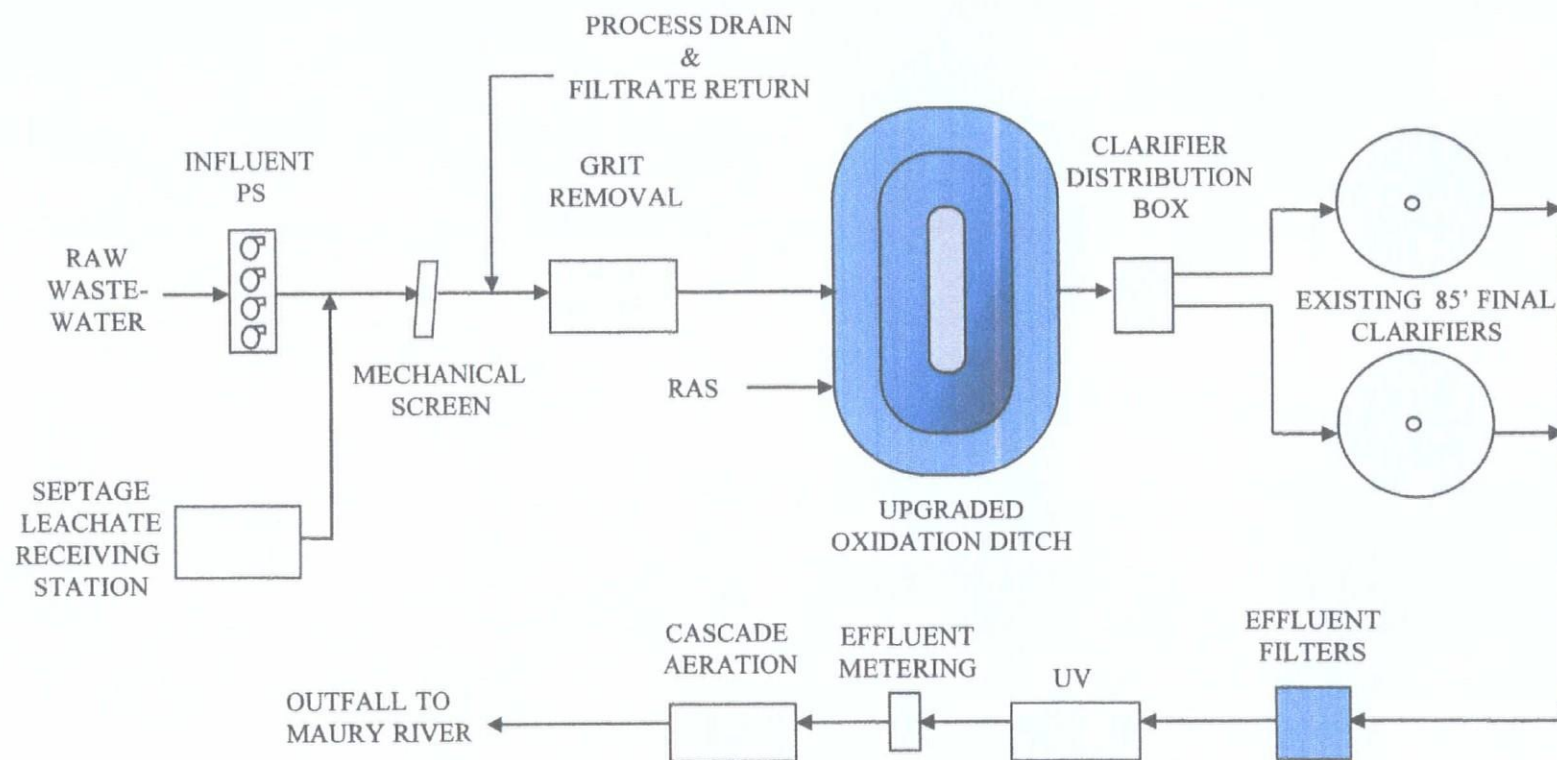 PROCESS DRAIN
&
FILTRATE RETURN
INFLUENT
PS
GRIT
REMOVAL
CLARIFIER
DISTRIBUTION
BOX
RAW
WASTE-
WATER
EXISTING 85' FINAL
CLARIFIERS
MECHANICAL
SCREEN
RAS
SEPTAGE
LEACHATE
RECEIVING
STATION
UPGRADED
OXIDATION DITCH
CASCADE
AERATION
EFFLUENT
METERING
UV
EFFLUENT
FILTERS
OUTFALL TO
MAURY RIVER